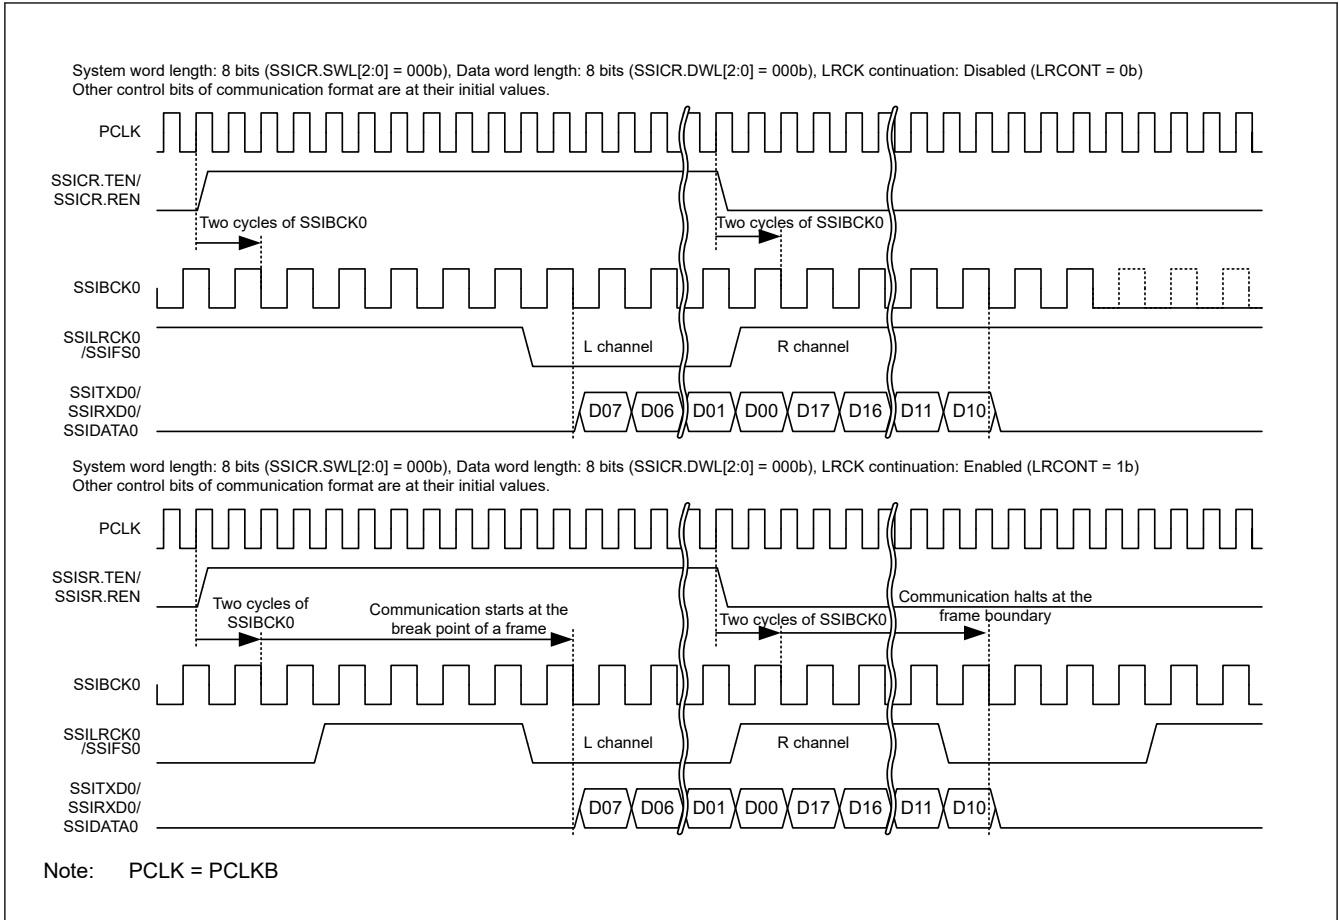 System word length: 8 bits (SSICR.SWL[2:0] = 000b), Data word length: 8 bits (SSICR.DWL[2:0] = 000b), LRCK continuation: Disabled (LRCONT = 0b)
Other control bits of communication format are at their initial values.
PCLK
SSICR.TEN/
SSICR.REN
Two cycles of SSIBCK0
Two cycles of SSIBCK0
SSIBCK0
SSILRCK0
/SSIFS0
L channel
R channel
SSITXD0/
SSIRXD0/
SSIDATA0
D07 D06 D01 D00 D17 D16 D11 D10
System word length: 8 bits (SSICR.SWL[2:0] = 000b), Data word length: 8 bits (SSICR.DWL[2:0] = 000b), LRCK continuation: Enabled (LRCONT = 1b)
Other control bits of communication format are at their initial values.
PCLK
SSISR.TEN/
SSISR.REN
Two cycles of
SSIBCK0
Communication starts at the
break point of a frame
Two cycles of SSIBCK0
Communication halts at the
frame boundary
SSIBCK0
SSILRCK0
/SSIFS0
L channel
R channel
SSITXD0/
SSIRXD0/
SSIDATA0
D07 D06 D01 D00 D17 D16 D11 D10
Note: PCLK = PCLKB